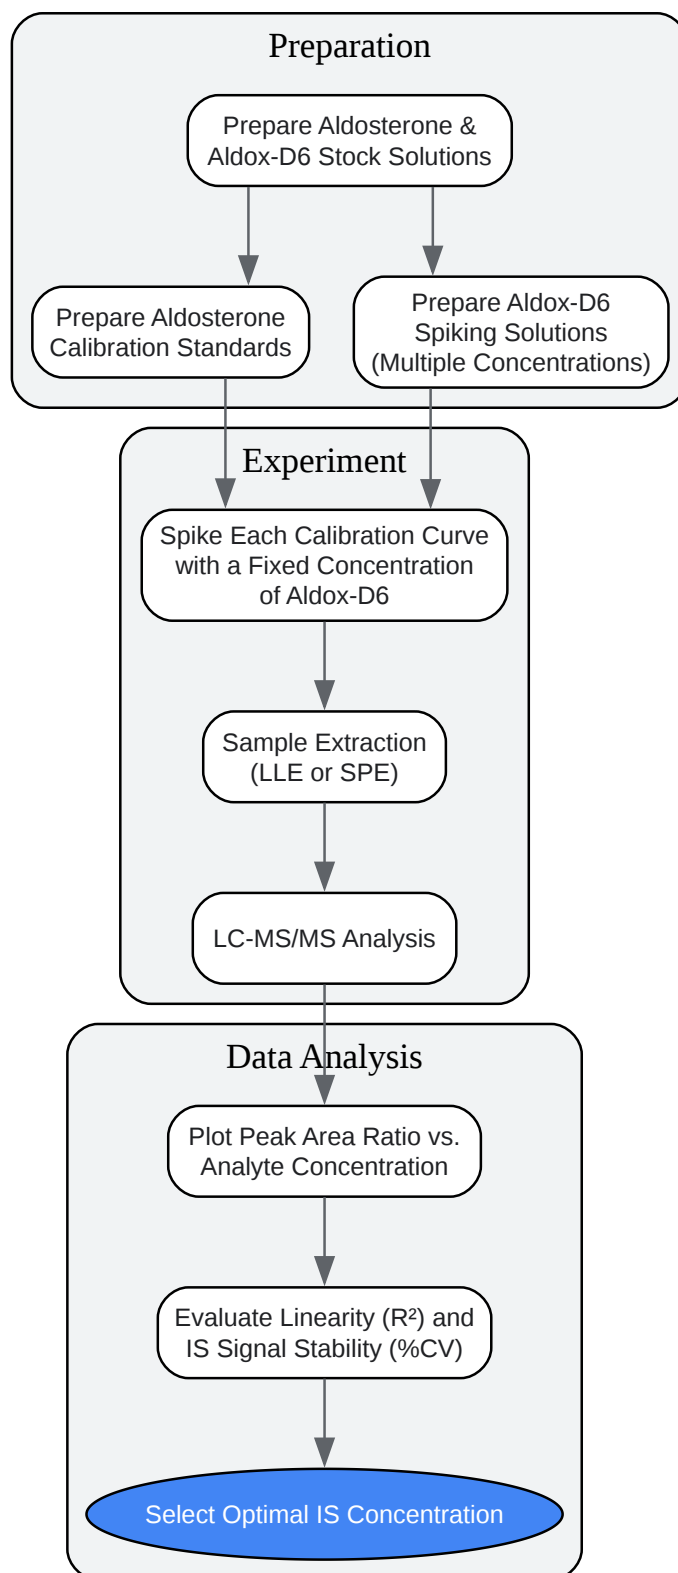 Preparation
Prepare Aldosterone &
Aldox-D6 Stock Solutions
Prepare Aldosterone
Calibration Standards
Prepare Aldox-D6
Spiking Solutions
(Multiple Concentrations)
Experiment
Spike Each Calibration Curve
with a Fixed Concentration
of Aldox-D6
Sample Extraction
(LLE or SPE)
LC-MS/MS Analysis
Data Analysis
Plot Peak Area Ratio vs.
Analyte Concentration
Evaluate Linearity (R²) and
IS Signal Stability (%CV)
Select Optimal IS Concentration